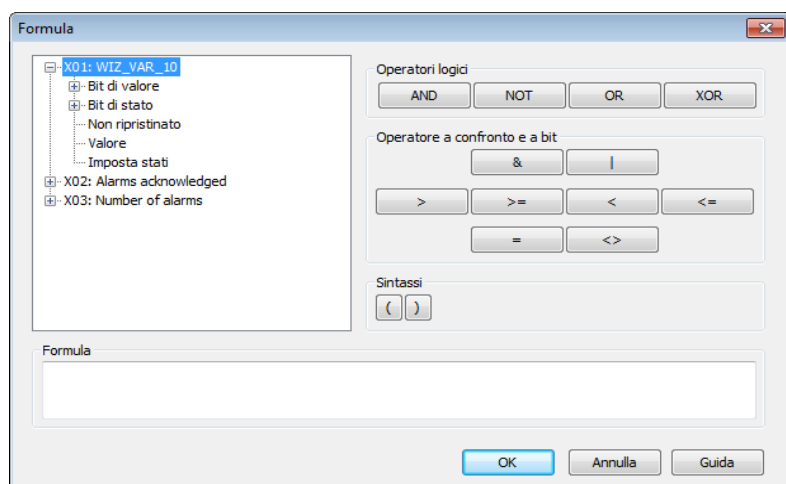 Formula
X01: WIZ_VAR_10
Bit di valore
Bit di stato
Non ripristinato
Valore
Imposta stati
X02: Alarms acknowledged
X03: Number of alarms
Operatori logici
AND NOT OR XOR
Operatore a confronto e a bit
& |
> >= < <=
= <>
Sintassi
( )
Formula
OK Annulla Guida